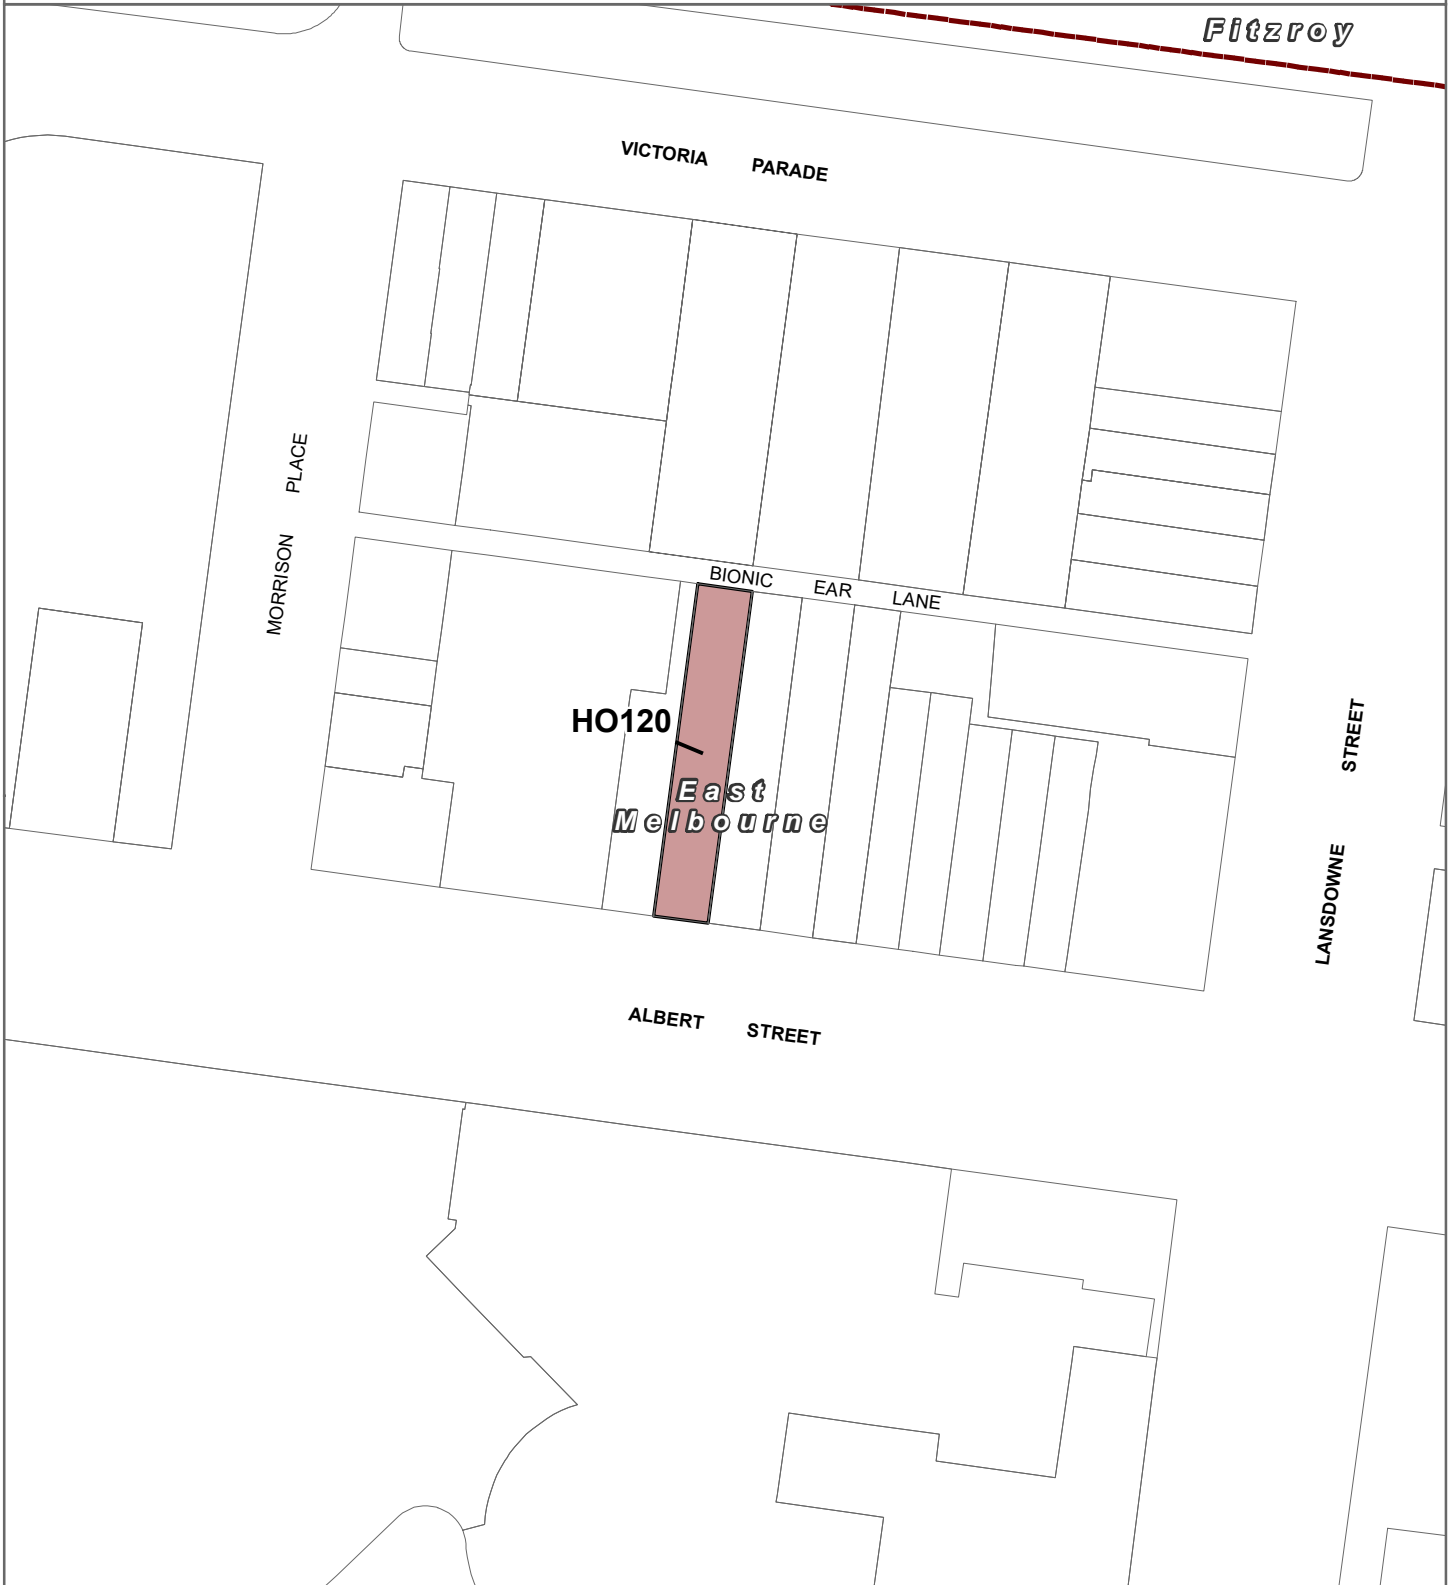 Fitzroy
VICTORIA PARADE
MORRISON PLACE
BIONIC EAR LANE
HO120
East
Melbourne
LANSDOWNE STREET
ALBERT STREET